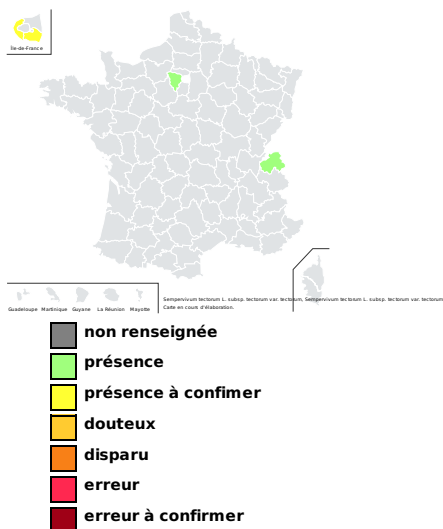 Île-de-France
Guadeloupe Martinique Guyane La Réunion Mayotte
Sempervivum tectorum L. subsp. tectorum var. tectorum, Sempervivum tectorum L. subsp. tectorum var. tectorum
Carte en cours d'élaboration.
non renseignée
présence
présence à confimer
douteux
disparu
erreur
erreur à confirmer